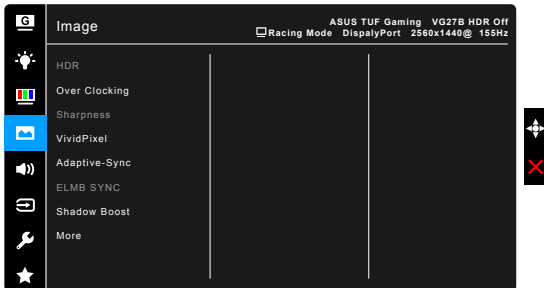 G
Image
ASUS TUF Gaming VG27B HDR Off
Racing Mode DispalyPort 2560x1440@ 155Hz
HDR
Over Clocking
Sharpness
VividPixel
Adaptive-Sync
ELMB SYNC
Shadow Boost
More